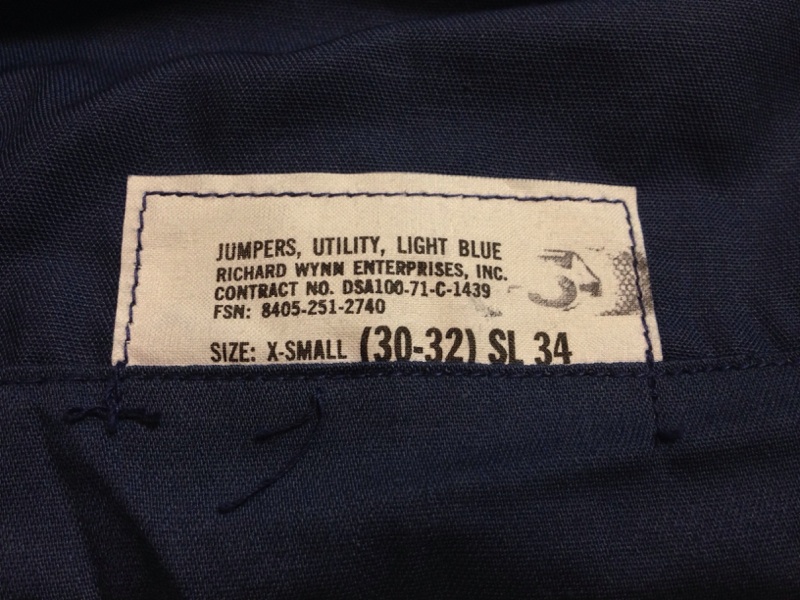 JUMPERS, UTILITY, LIGHT BLUE
RICHARD WYNN ENTERPRISES, INC.
CONTRACT NO. DSA100-71-C-1439
FSN: 8405-251-2740
SIZE: X-SMALL (30-32) SL 34